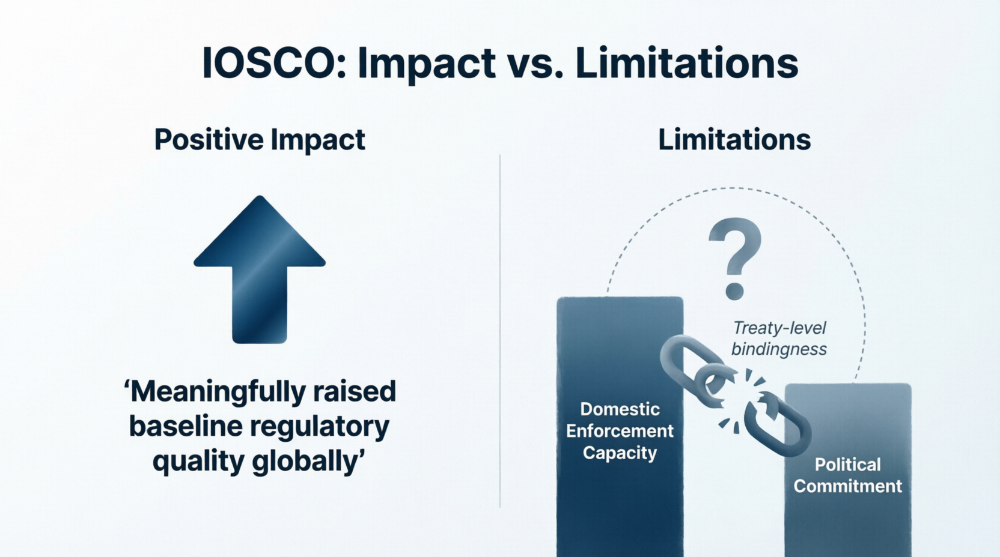 IOSCO: Impact vs. Limitations
Positive Impact
‘Meaningfully raised
baseline regulatory
quality globally’
Limitations
?
Treaty-level
bindingness
Domestic
Enforcement
Capacity
Political
Commitment